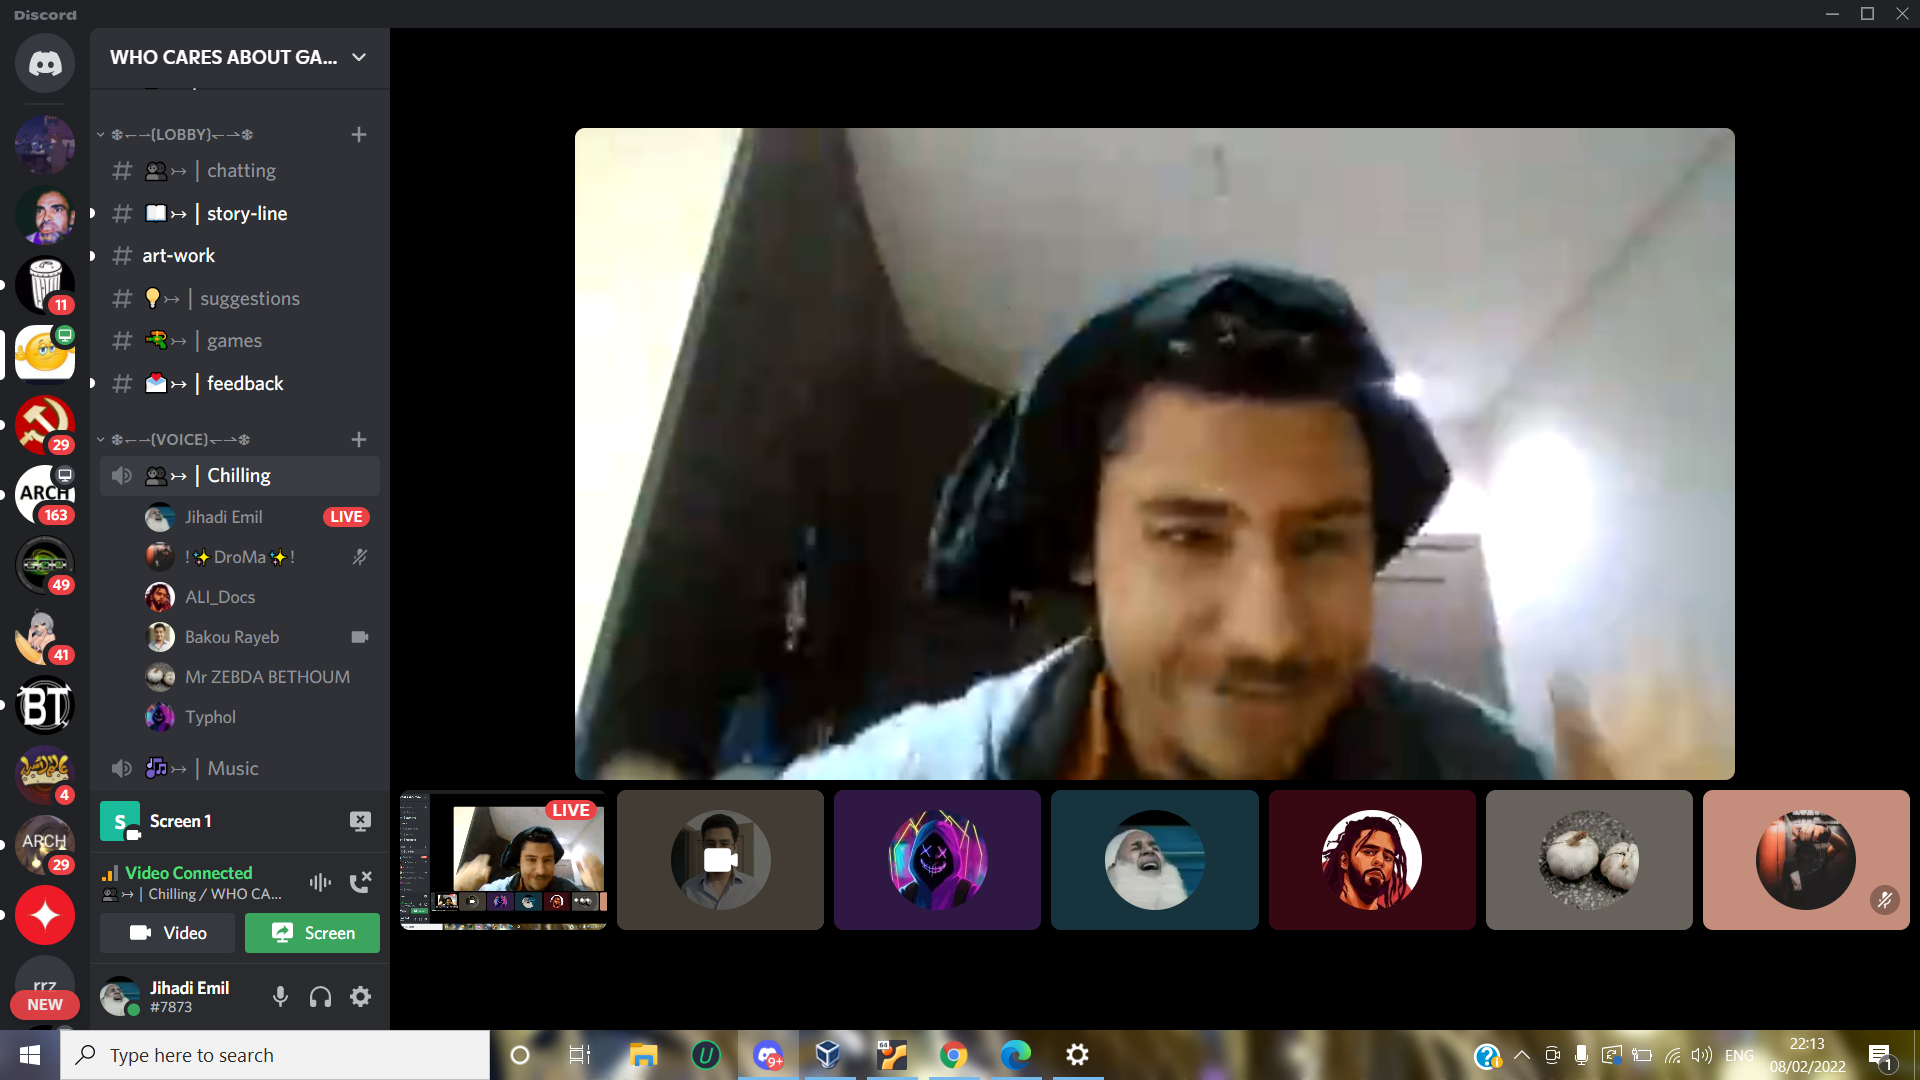 Discord
WHO CARES ABOUT GA...
(LOBBY)
chatting
story-line
art-work
suggestions
games
feedback
(VOICE)
Chilling
Jihadi Emil LIVE
!✨DroMa✨!
ALI_Docs
Bakou Rayeb
Mr ZEBDA BETHOUM
Typhol
Music
11
29
ARCH
163
49
41
BT
4
ARCH
29
rrz
NEW
S Screen 1
Video Connected
Chilling / WHO CA...
Video Screen
Jihadi Emil
#7873
LIVE
Type here to search
U
9+
64
ENG
22:13
08/02/2022
1